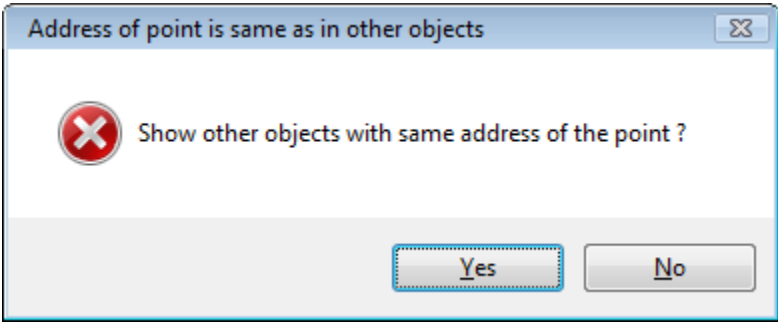 Address of point is same as in other objects
Show other objects with same address of the point ?
Yes
No